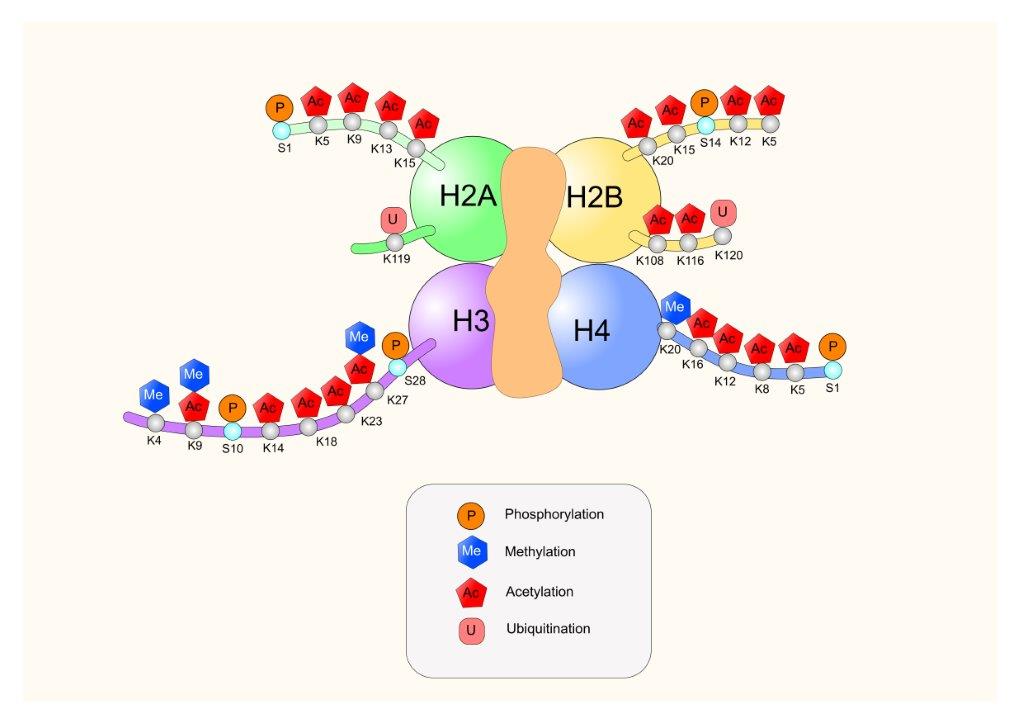 P Ac Ac Ac Ac
S1 K5 K9 K13 K15
Ac Ac P Ac Ac
K20 K15 S14 K12 K5
H2A H2B
U
K119
Ac Ac U
K108 K116 K120
H3 H4
Me Ac Ac Ac Ac P
K20 K16 K12 K8 K5 S1
Me Me Me
Ac P Ac Ac Ac Ac P
K4 K9 S10 K14 K18 K23 K27 S28
P Phosphorylation
Me Methylation
Ac Acetylation
U Ubiquitination